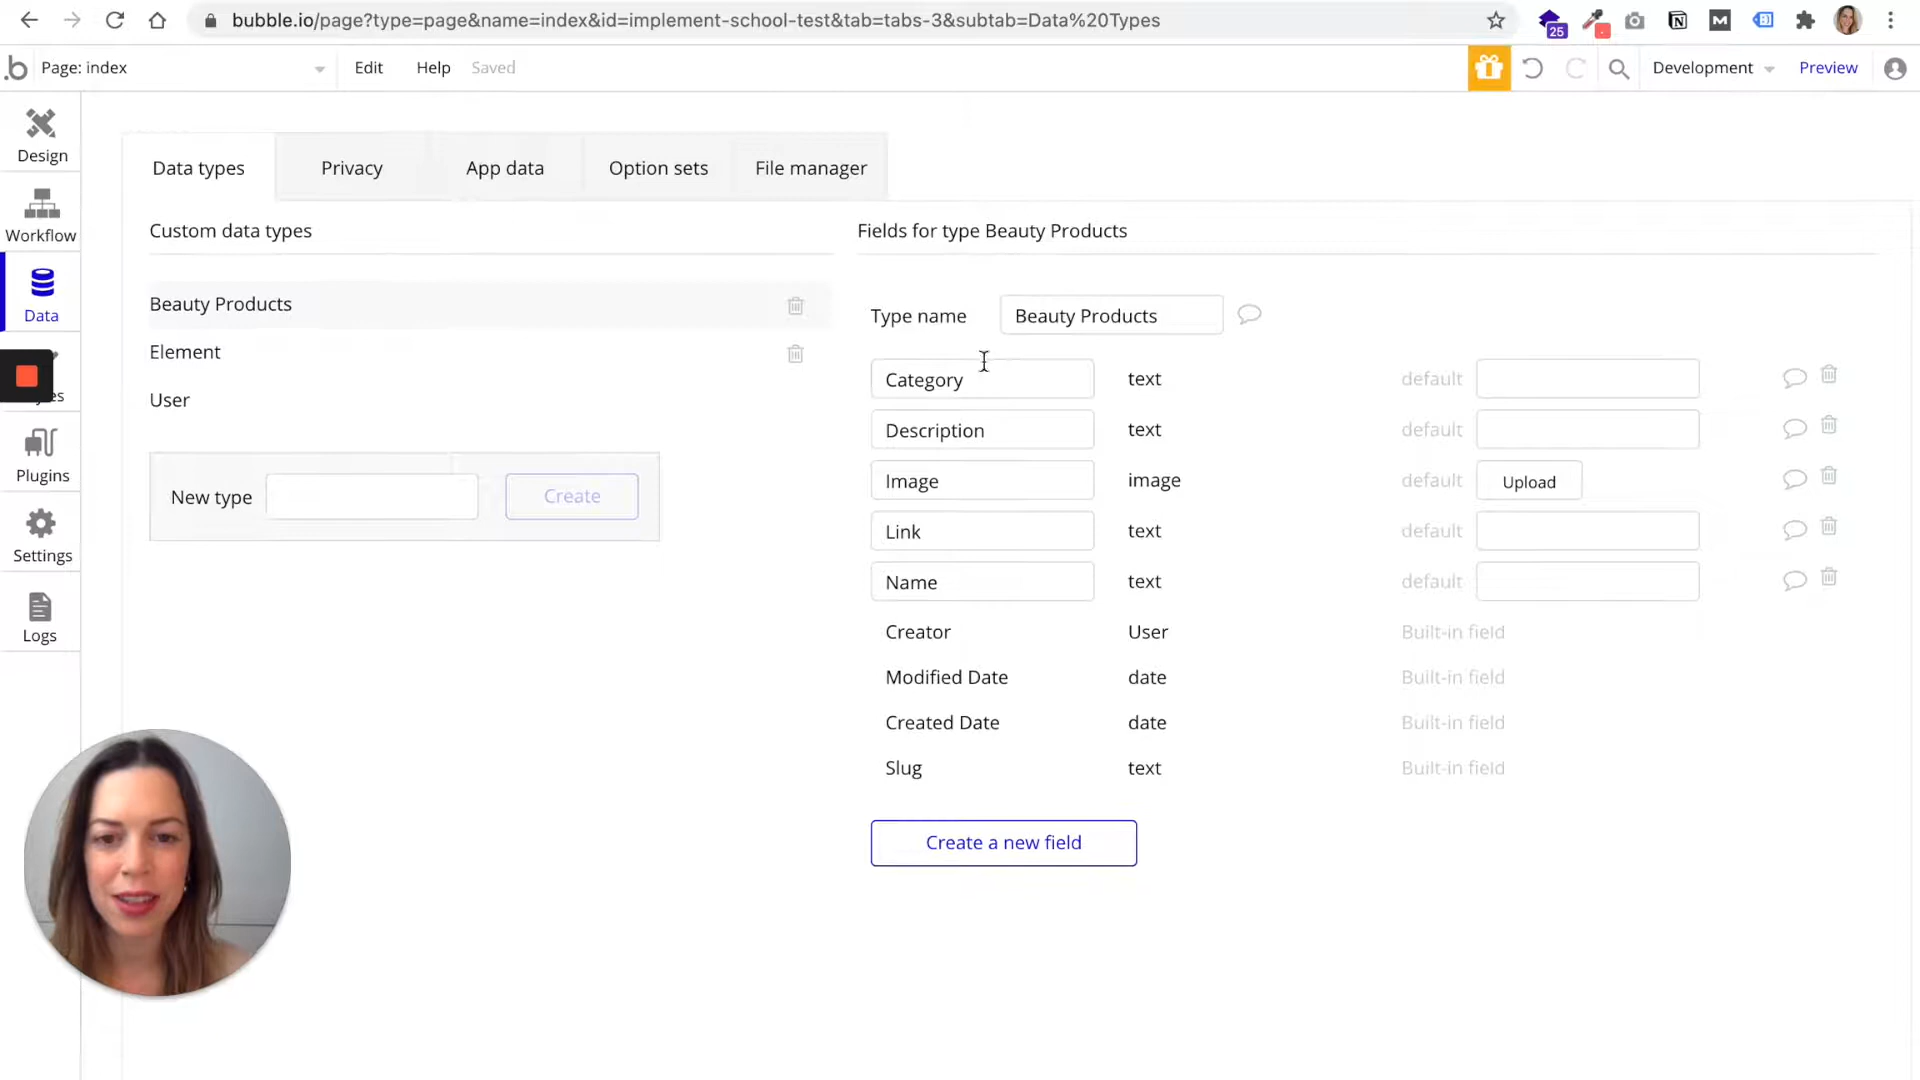 bubble.io/page?type=page&name=index&id=implement-school-test&tab=tabs-3&subtab=Data%20Types
25
b Page: index Edit Help Saved Development Preview
Design
Workflow
Data
Plugins
Settings
Logs
Data types Privacy App data Option sets File manager
Custom data types
Beauty Products
Element
User
New type Create
Fields for type Beauty Products
Type name Beauty Products
Category text default
Description text default
Image image default Upload
Link text default
Name text default
Creator User Built-in field
Modified Date date Built-in field
Created Date date Built-in field
Slug text Built-in field
Create a new field